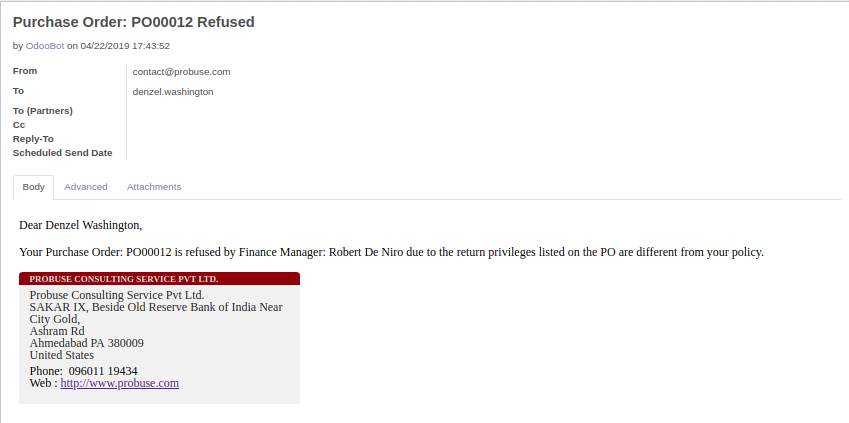 Purchase Order: PO00012 Refused
by OdooBot on 04/22/2019 17:43:52
From contact@probuse.com
To denzel.washington
To (Partners)
Cc
Reply-To
Scheduled Send Date
Body Advanced Attachments
Dear Denzel Washington,
Your Purchase Order: PO00012 is refused by Finance Manager: Robert De Niro due to the return privileges listed on the PO are different from your policy.
PROBUSE CONSULTING SERVICE PVT LTD.
Probuse Consulting Service Pvt Ltd.
SAKAR IX, Beside Old Reserve Bank of India Near
City Gold,
Ashram Rd
Ahmedabad PA 380009
United States
Phone: 096011 19434
Web : http://www.probuse.com